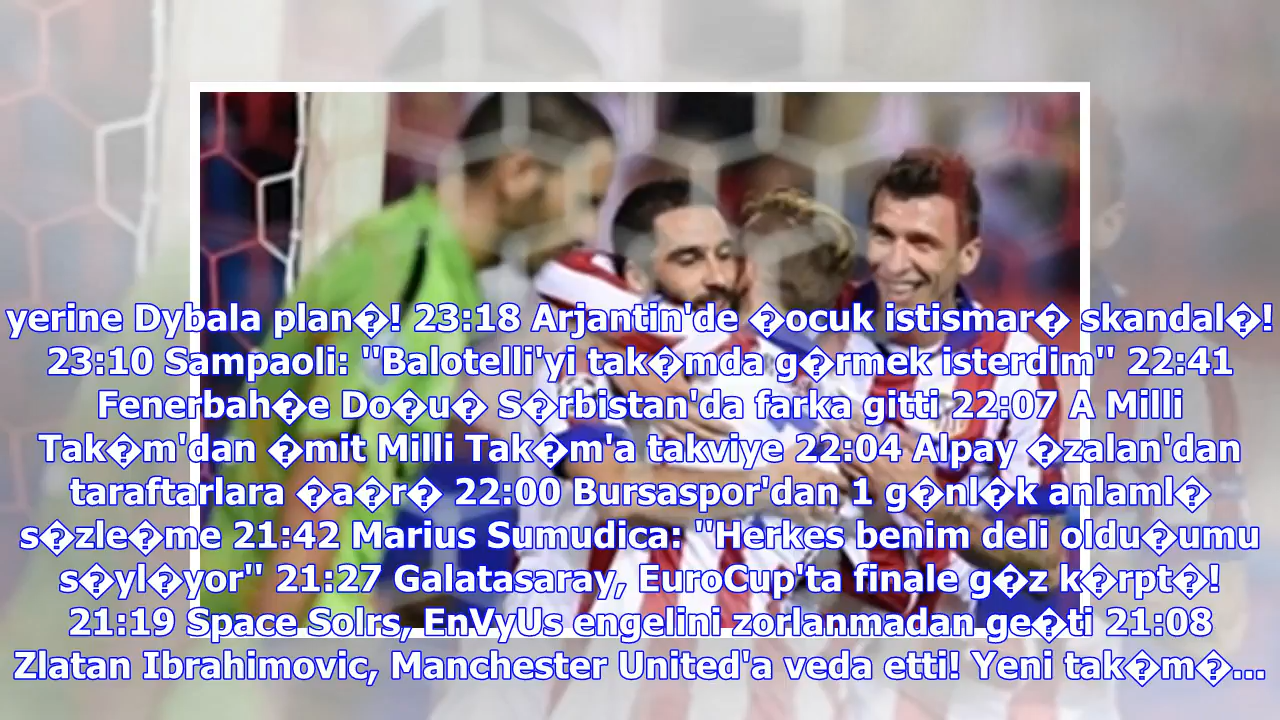 yerine Dybala plan�! 23:18 Arjantin'de �ocuk istismar� skandal�!
23:10 Sampaoli: "Balotelli'yi tak�mda g�rmek isterdim" 22:41
Fenerbah�e Do�u� S�rbistan'da farka gitti 22:07 A Milli
Tak�m'dan �mit Milli Tak�m'a takviye 22:04 Alpay �zalan'dan
taraftarlara �a�r� 22:00 Bursaspor'dan 1 g�nl�k anlaml�
s�zle�me 21:42 Marius Sumudica: "Herkes benim deli oldu�umu
s�yl�yor" 21:27 Galatasaray, EuroCup'ta finale g�z k�rpt�!
21:19 Space Solrs, EnVyUs engelini zorlanmadan ge�ti 21:08
Zlatan Ibrahimovic, Manchester United'a veda etti! Yeni tak�m�...